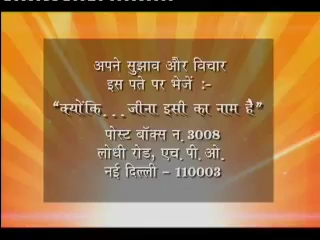 अपने सुझाव और विचार
इस पते पर भेजें :-
“क्योंकि...जीना इसी का नाम है”
पोस्ट बॉक्स न. 3008
लोधी रोड, एच.पी.ओ.
नई दिल्ली - 110003